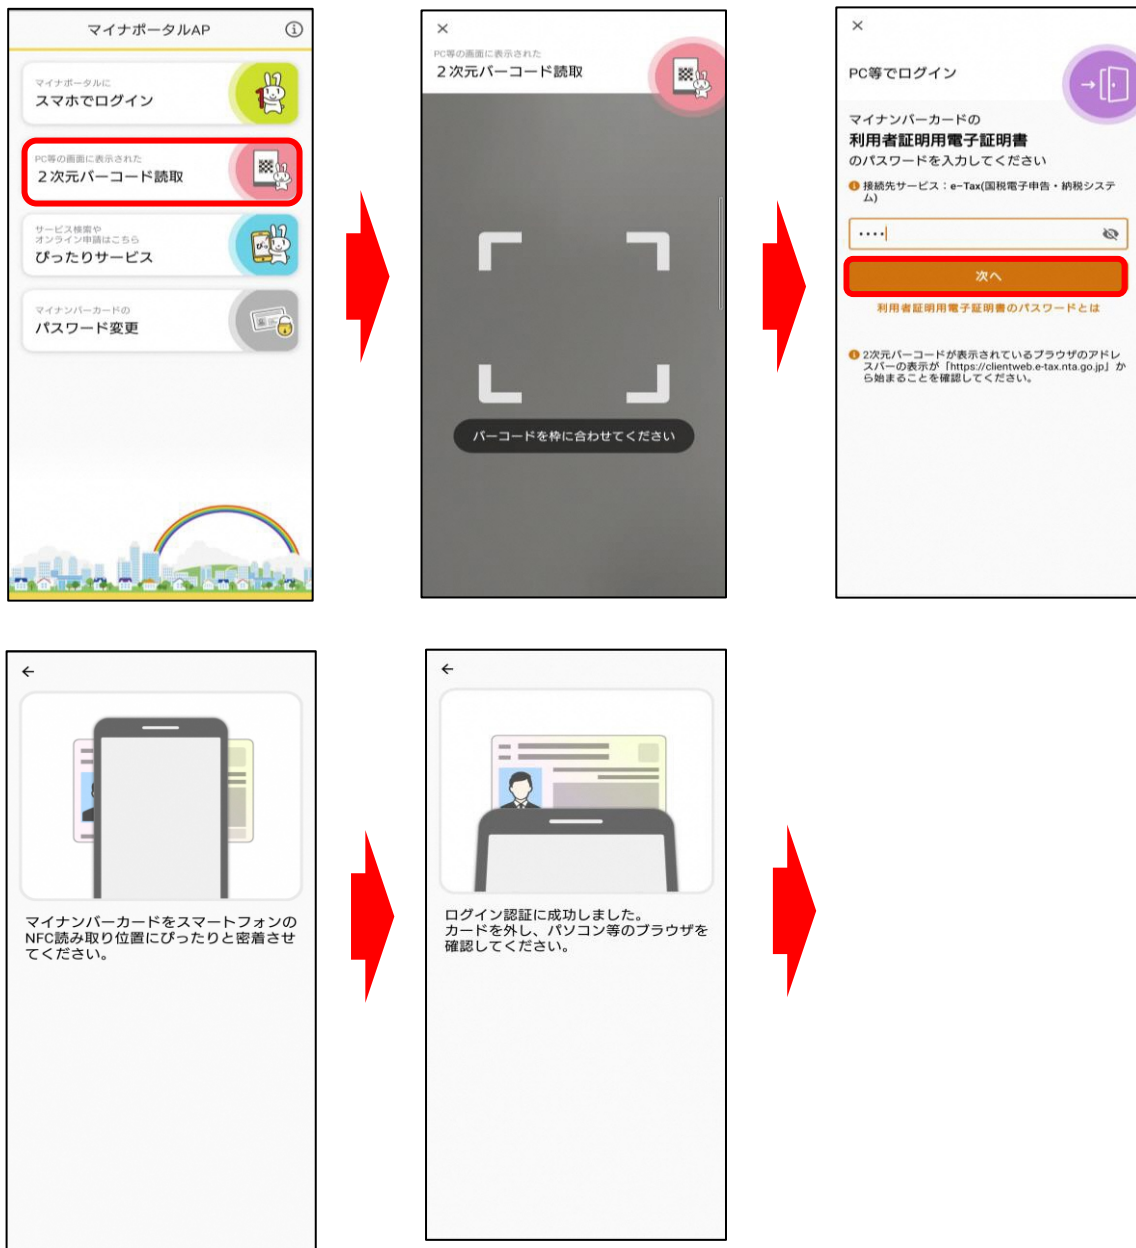 マイナポータルAP
マイナポータルに
スマホでログイン
PC等の画面に表示された
２次元バーコード読取
サービス検索や
オンライン申請はこちら
ぴったりサービス
マイナンバーカードの
パスワード変更
PC等の画面に表示された
２次元バーコード読取
バーコードを枠に合わせてください
PC等でログイン
マイナンバーカードの
利用者証明用電子証明書
のパスワードを入力してください
接続先サービス：e-Tax(国税電子申告・納税システ
ム)
････
次へ
利用者証明用電子証明書のパスワードとは
2次元バーコードが表示されているブラウザのアドレ
スバーの表示が「https://clientweb.e-tax.nta.go.jp」か
ら始まることを確認してください。
マイナンバーカードをスマートフォンの
NFC読み取り位置にぴったりと密着させ
てください。
ログイン認証に成功しました。
カードを外し、パソコン等のブラウザを
確認してください。